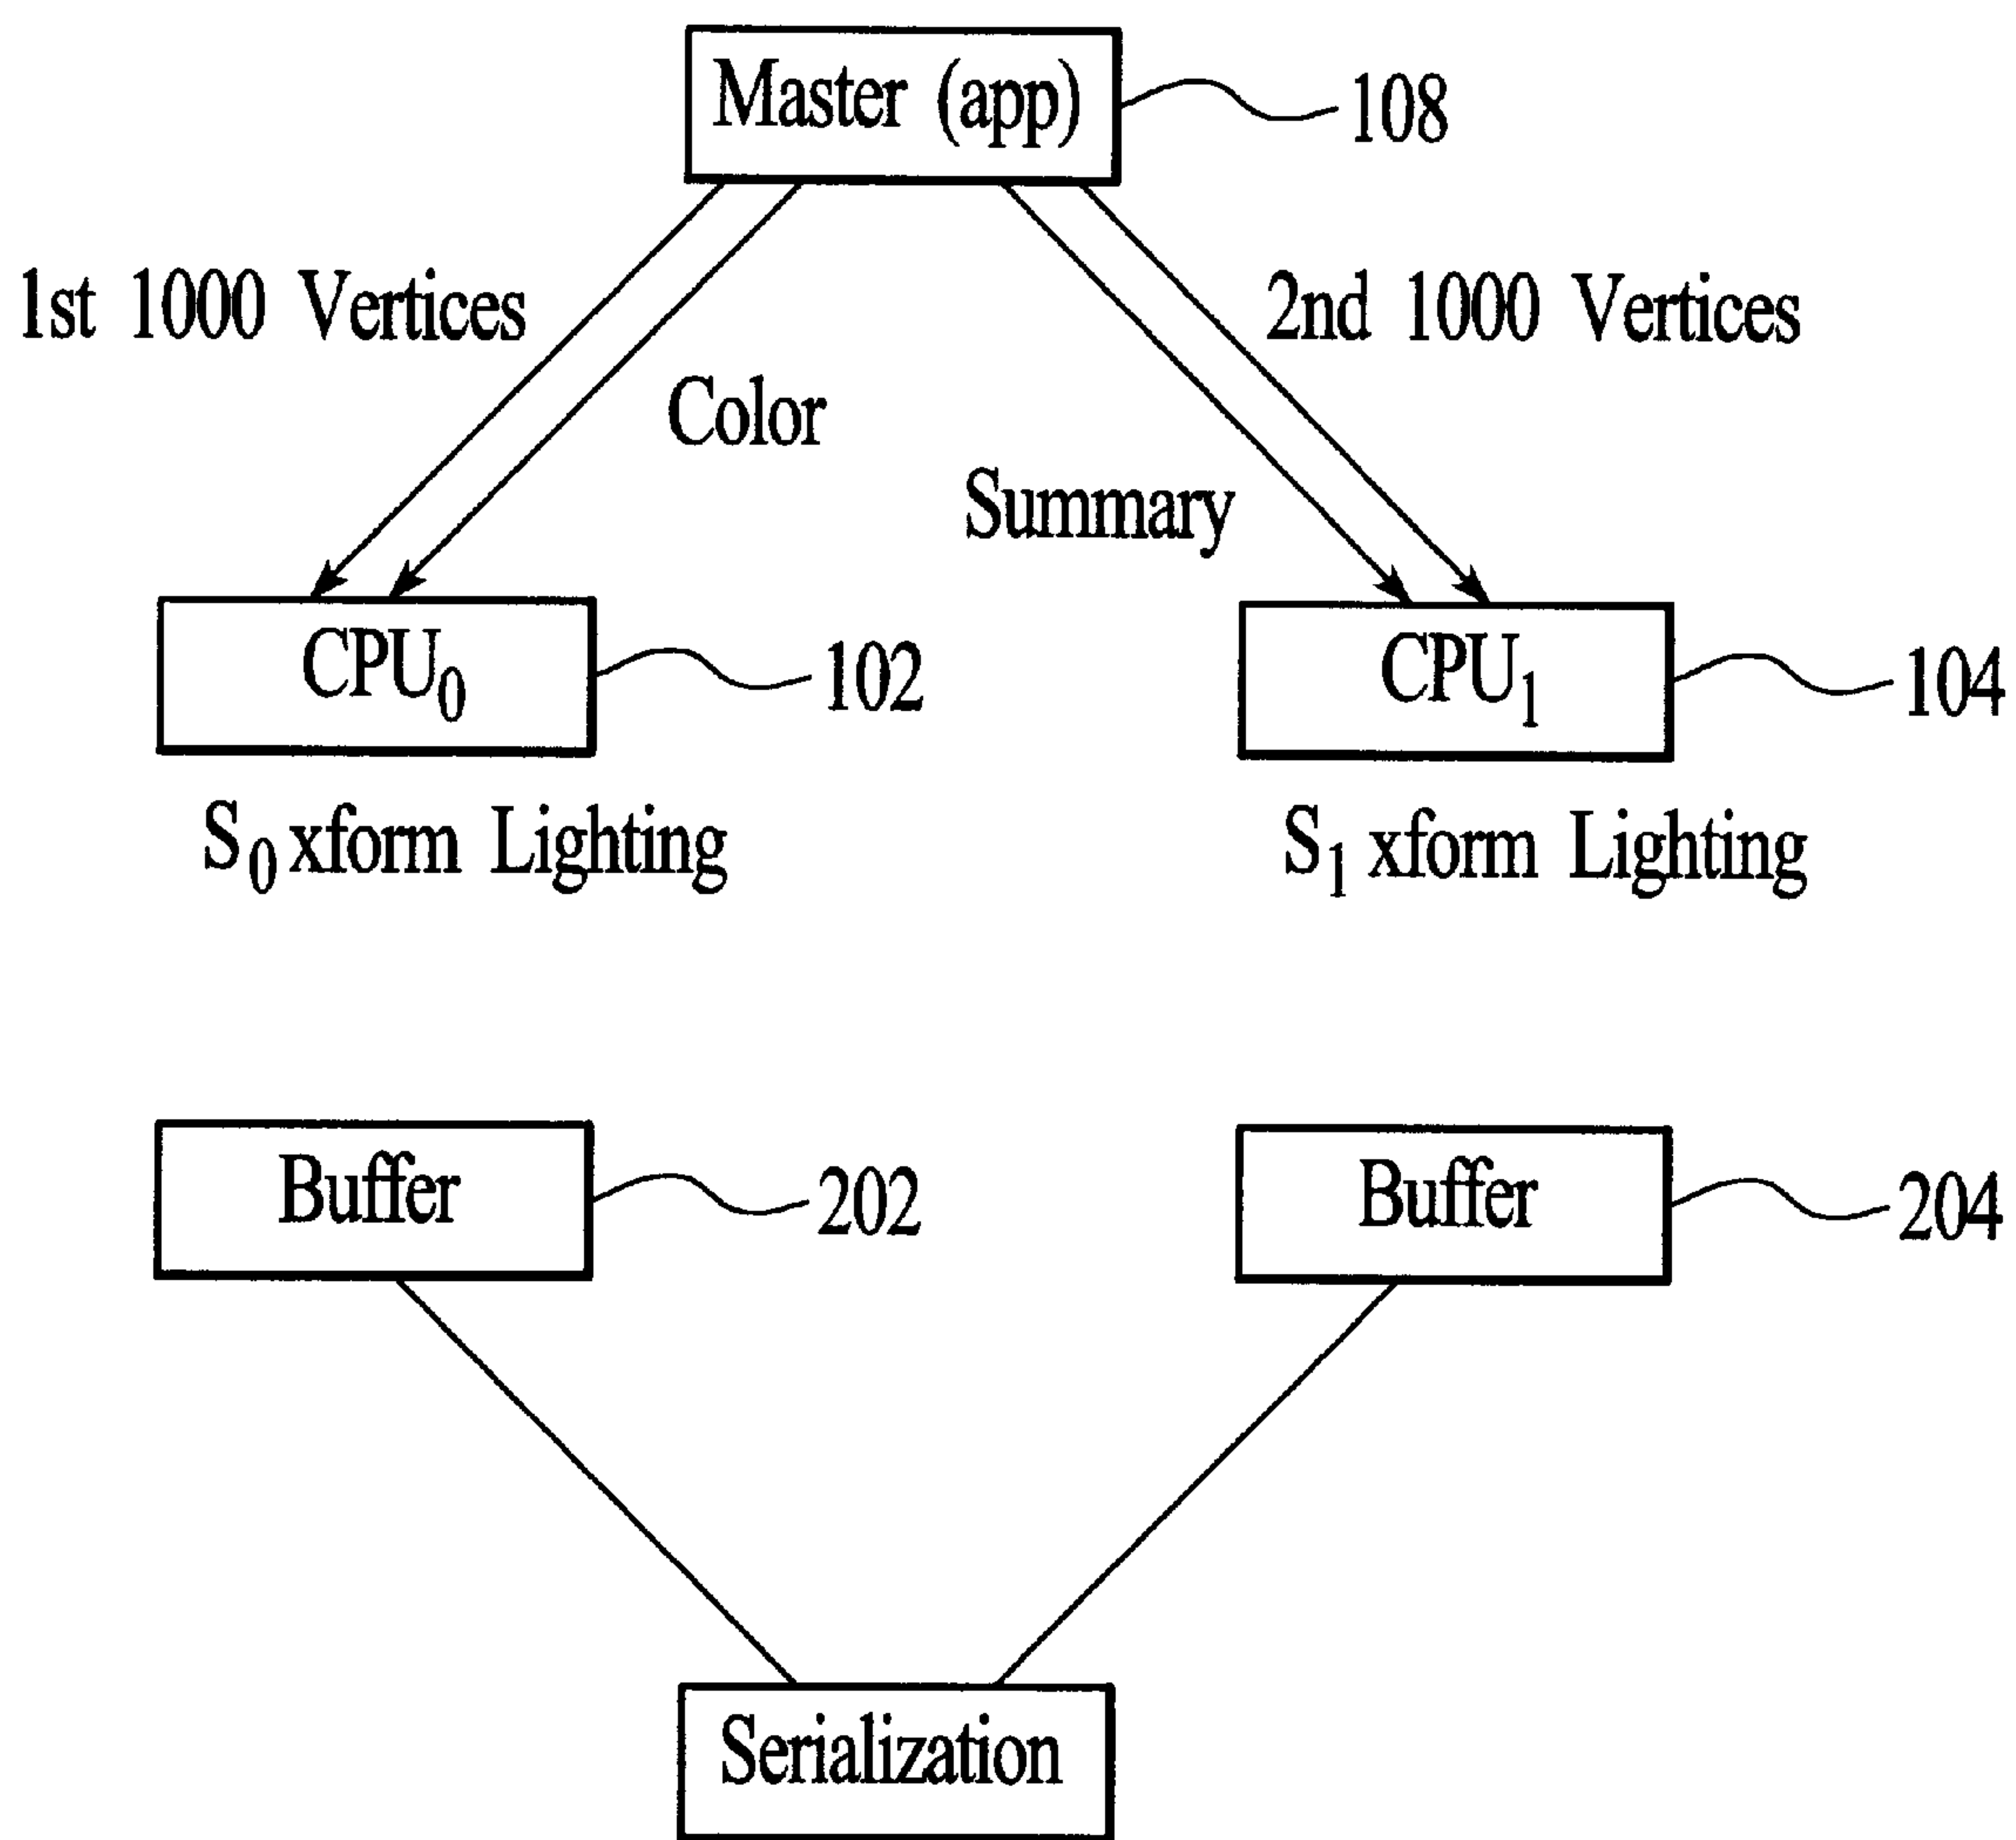 Master (app)
108
1st 1000 Vertices
2nd 1000 Vertices
Color
Summary
CPU0
102
CPU1
104
S0 xform Lighting
S1 xform Lighting
Buffer
202
Buffer
204
Serialization